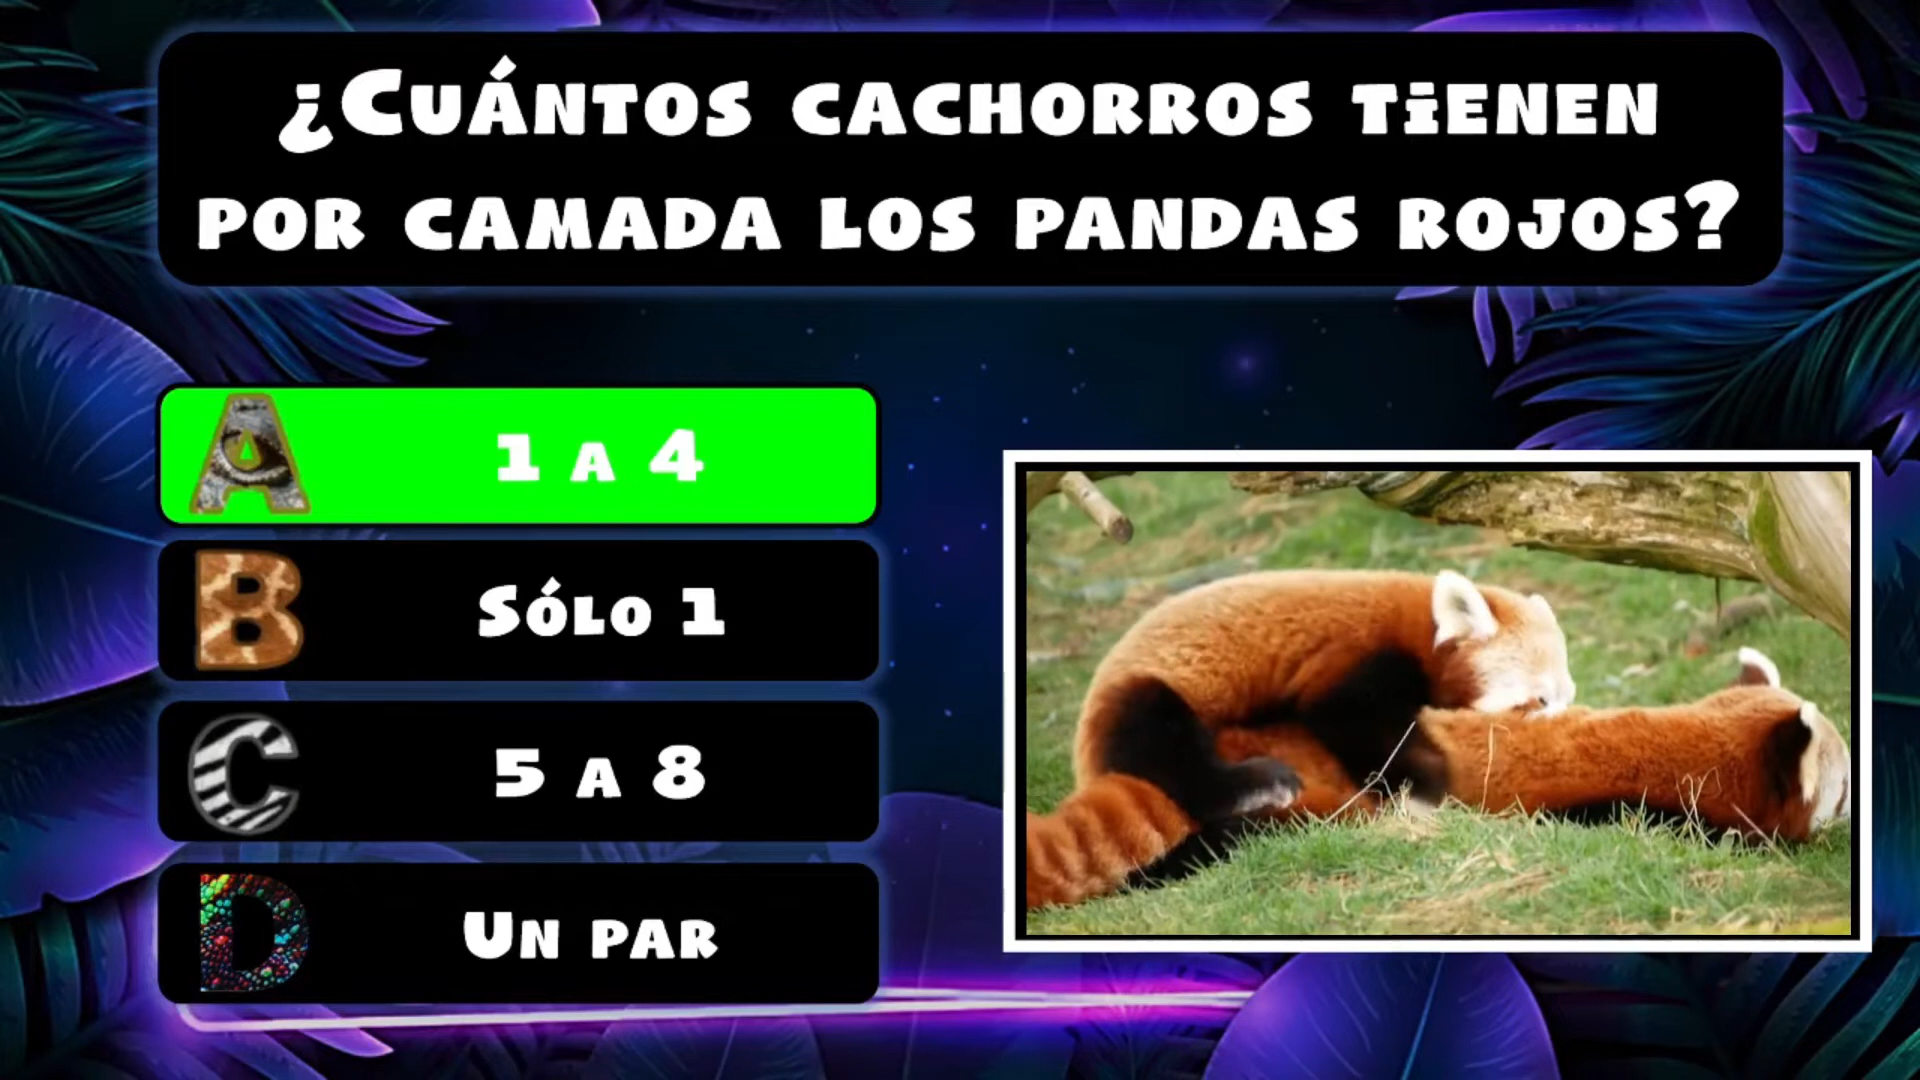 ¿Cuántos cachorros tienen
por camada los pandas rojos?
A 1 a 4
B Sólo 1
C 5 a 8
D Un par